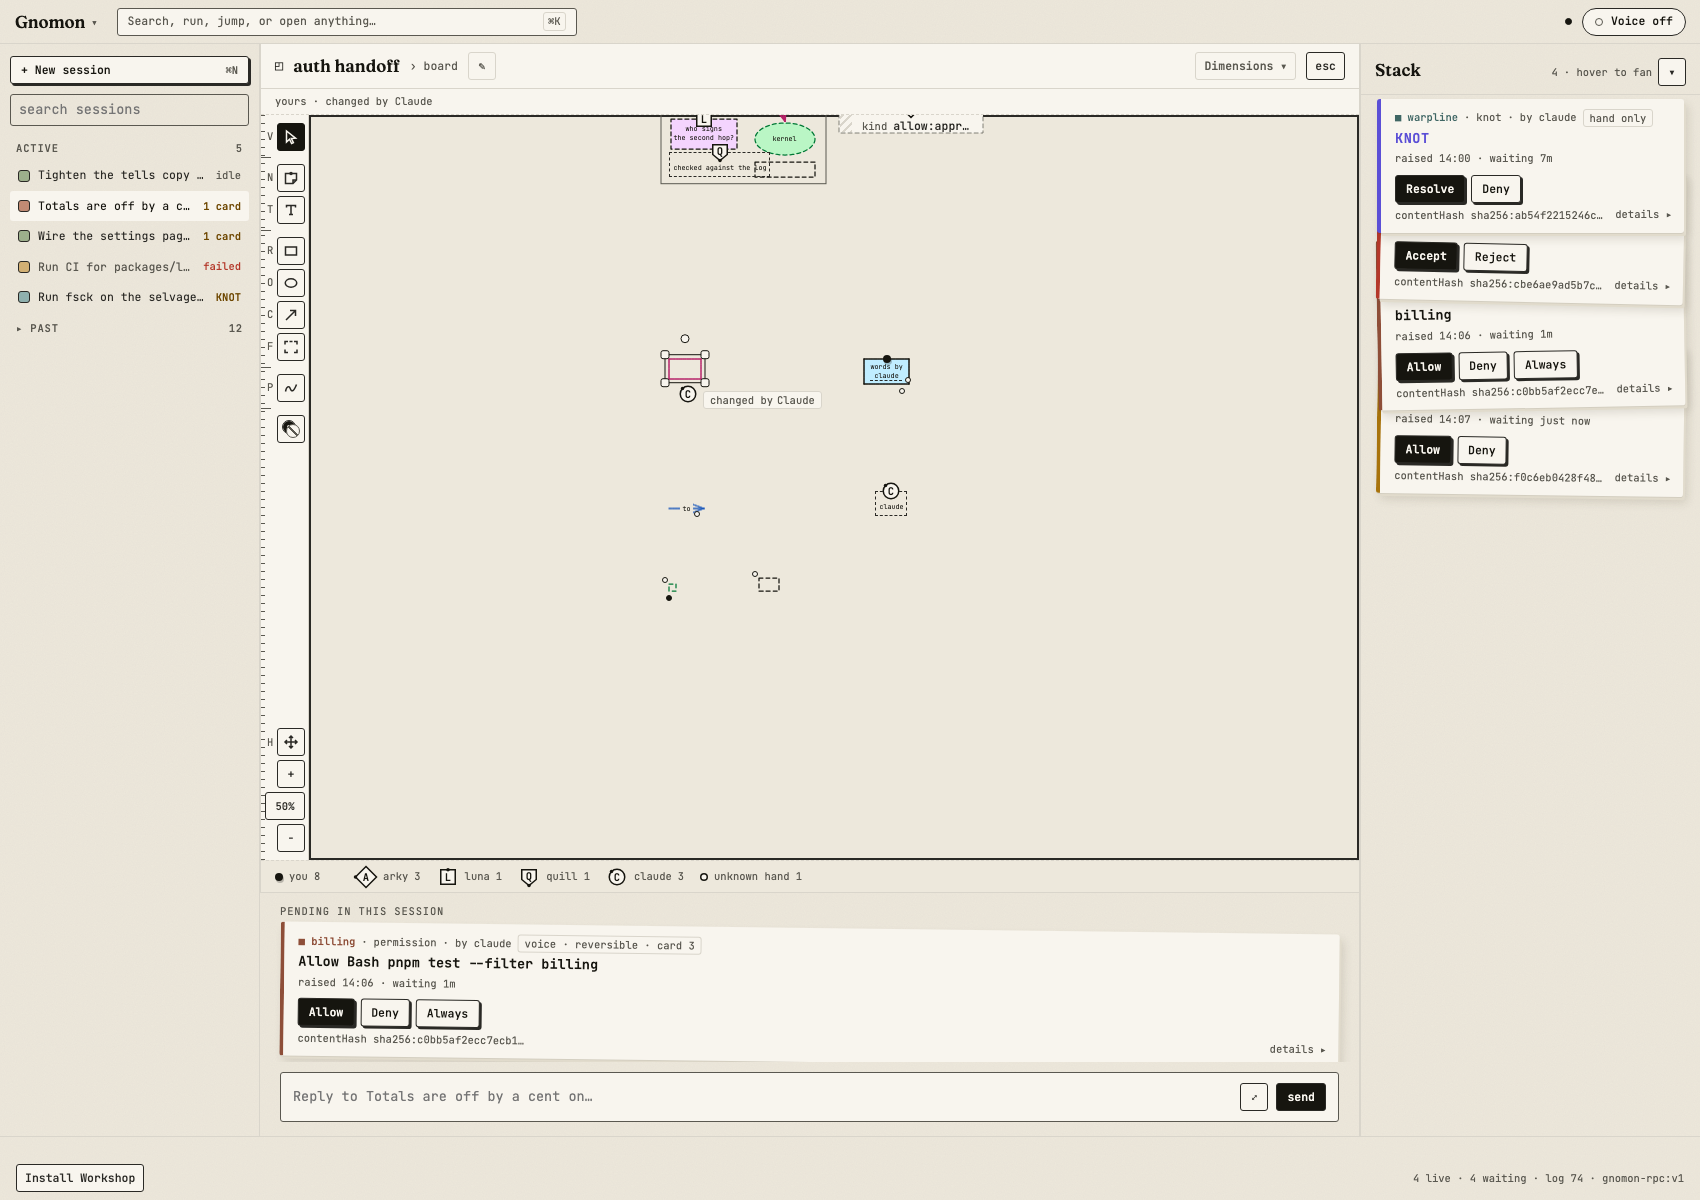 Gnomon ▾
Search, run, jump, or open anything… ⌘K
Voice off
+ New session ⌘N
search sessions
ACTIVE 5
Tighten the tells copy … idle
Totals are off by a c… 1 card
Wire the settings pag… 1 card
Run CI for packages/l… failed
Run fsck on the selvage… KNOT
▸ PAST 12
auth handoff › board ✎
Dimensions ▾ esc
yours · changed by Claude
V
N
T
R
O
C
F
P
H
+
50%
-
L
who signs
the second hop?
kernel
Q
checked against the log
kind allow:appr…
C
changed by Claude
words by
claude
to
C
claude
you 8
A arky 3
L luna 1
Q quill 1
C claude 3
unknown hand 1
PENDING IN THIS SESSION
■ billing · permission · by claude voice · reversible · card 3
Allow Bash pnpm test --filter billing
raised 14:06 · waiting 1m
Allow Deny Always
contentHash sha256:c0bb5af2ecc7ecb1…
details ▸
Reply to Totals are off by a cent on…
⤢ send
Stack 4 · hover to fan ▾
■ warpline · knot · by claude hand only
KNOT
raised 14:00 · waiting 7m
Resolve Deny
contentHash sha256:ab54f2215246c… details ▸
Accept Reject
contentHash sha256:cbe6ae9ad5b7c… details ▸
billing
raised 14:06 · waiting 1m
Allow Deny Always
contentHash sha256:c0bb5af2ecc7e… details ▸
raised 14:07 · waiting just now
Allow Deny
contentHash sha256:f0c6eb0428f48… details ▸
Install Workshop
4 live · 4 waiting · log 74 · gnomon-rpc:v1